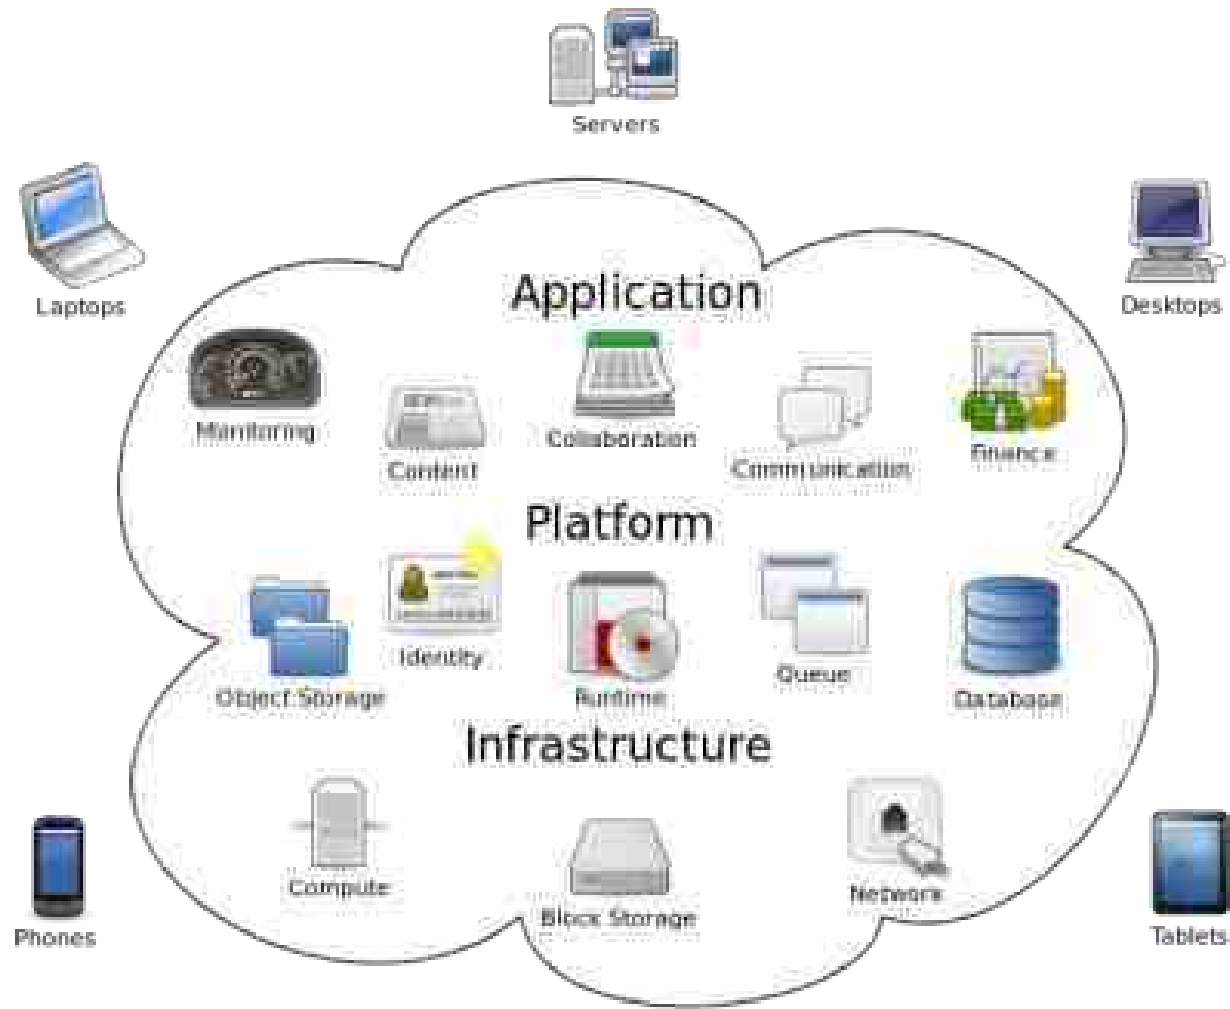 Servers
Laptops
Desktops
Application
Monitoring
Content
Collaboration
Communication
Finance
Platform
Object Storage
Identity
Runtime
Queue
Database
Infrastructure
Compute
Block Storage
Network
Phones
Tablets